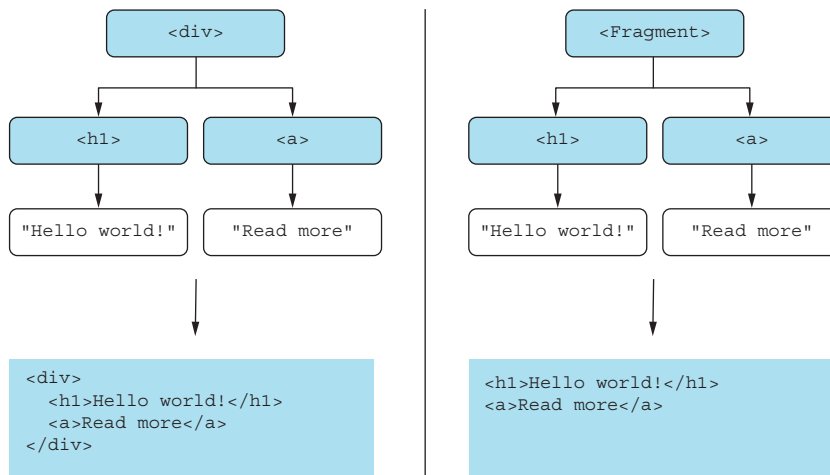 <div>
<h1>
<a>
"Hello world!"
"Read more"
<div>
<h1>Hello world!</h1>
<a>Read more</a>
</div>
<Fragment>
<h1>
<a>
"Hello world!"
"Read more"
<h1>Hello world!</h1>
<a>Read more</a>